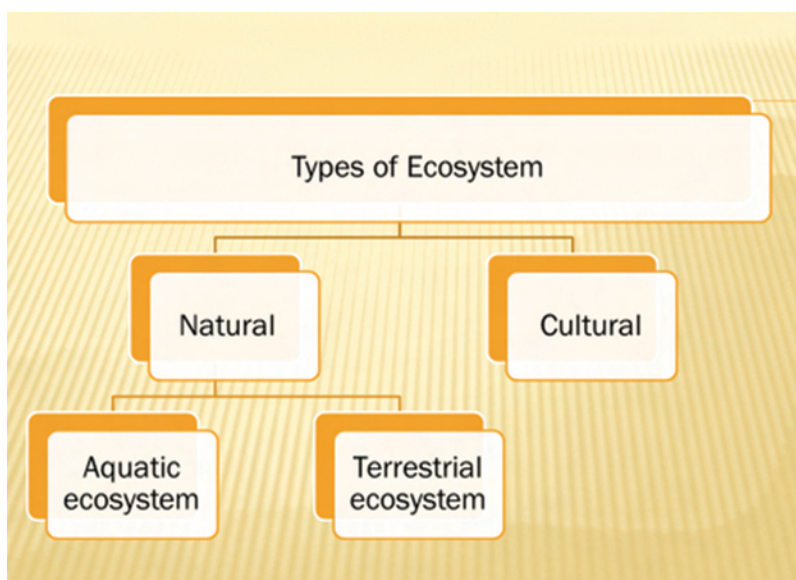 Types of Ecosystem
Natural
Cultural
Aquatic
ecosystem
Terrestrial
ecosystem